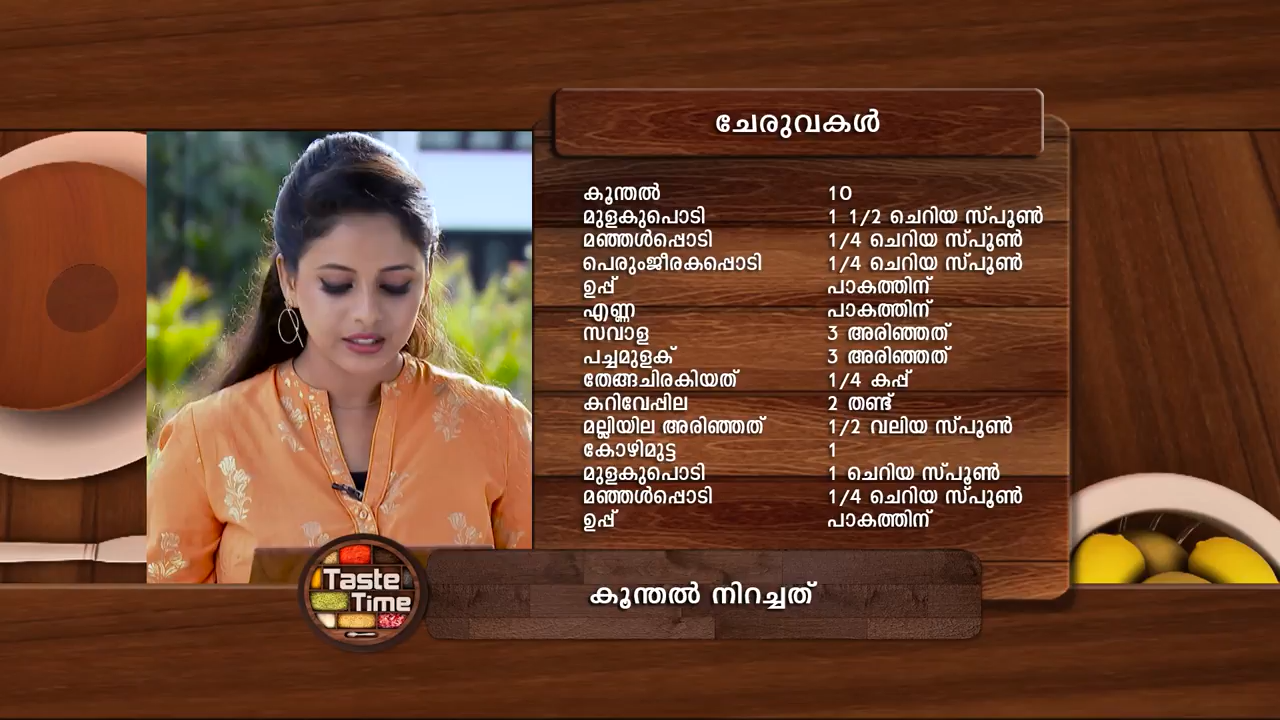 ചേരുവകൾ
കൂന്തൽ 10
മുളകുപൊടി 1 1/2 ചെറിയ സ്പൂൺ
മഞ്ഞൾപ്പൊടി 1/4 ചെറിയ സ്പൂൺ
പെരുംജീരകപ്പൊടി 1/4 ചെറിയ സ്പൂൺ
ഉപ്പ് പാകത്തിന്
എണ്ണ പാകത്തിന്
സവാള 3 അരിഞ്ഞത്
പച്ചമുളക് 3 അരിഞ്ഞത്
തേങ്ങചിരകിയത് 1/4 കപ്പ്
കറിവേപ്പില 2 തണ്ട്
മല്ലിയില അരിഞ്ഞത് 1/2 വലിയ സ്പൂൺ
കോഴിമുട്ട 1
മുളകുപൊടി 1 ചെറിയ സ്പൂൺ
മഞ്ഞൾപ്പൊടി 1/4 ചെറിയ സ്പൂൺ
ഉപ്പ് പാകത്തിന്
Taste
Time
കൂന്തൽ നിറച്ചത്